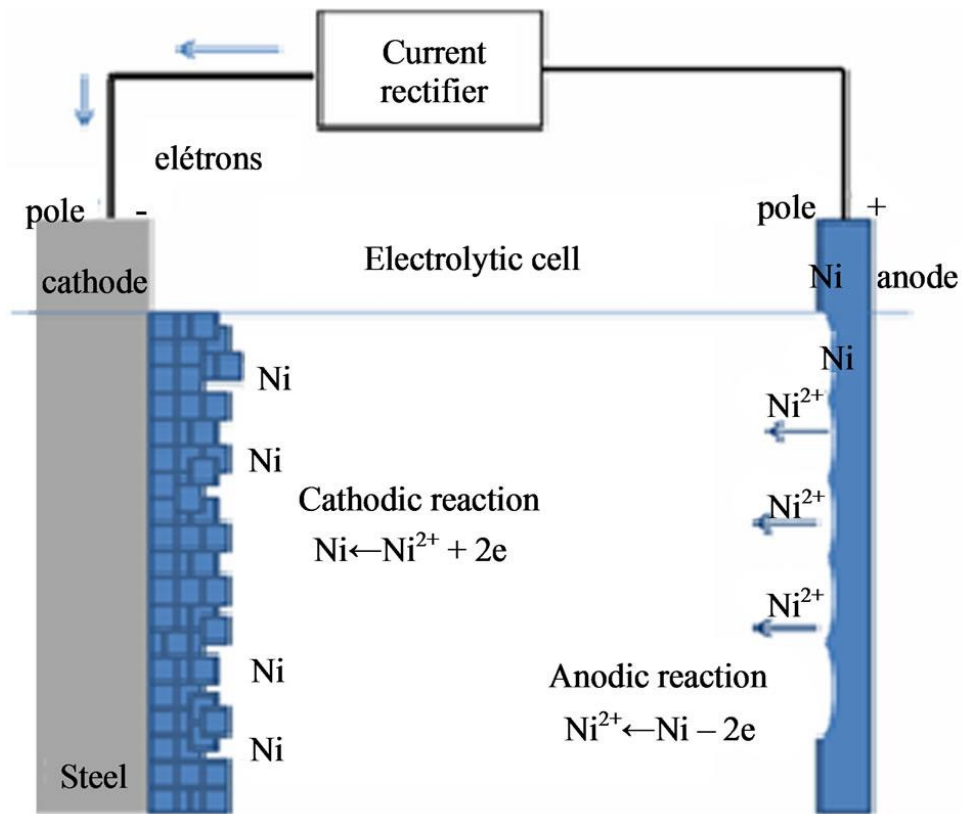 Current
rectifier
elétrons
pole -
pole +
Electrolytic cell
cathode
Ni anode
Ni
Ni
Ni²⁺
Ni
Cathodic reaction
Ni←Ni²⁺ + 2e
Ni²⁺
Ni²⁺
Ni
Anodic reaction
Ni²⁺←Ni – 2e
Ni
Steel